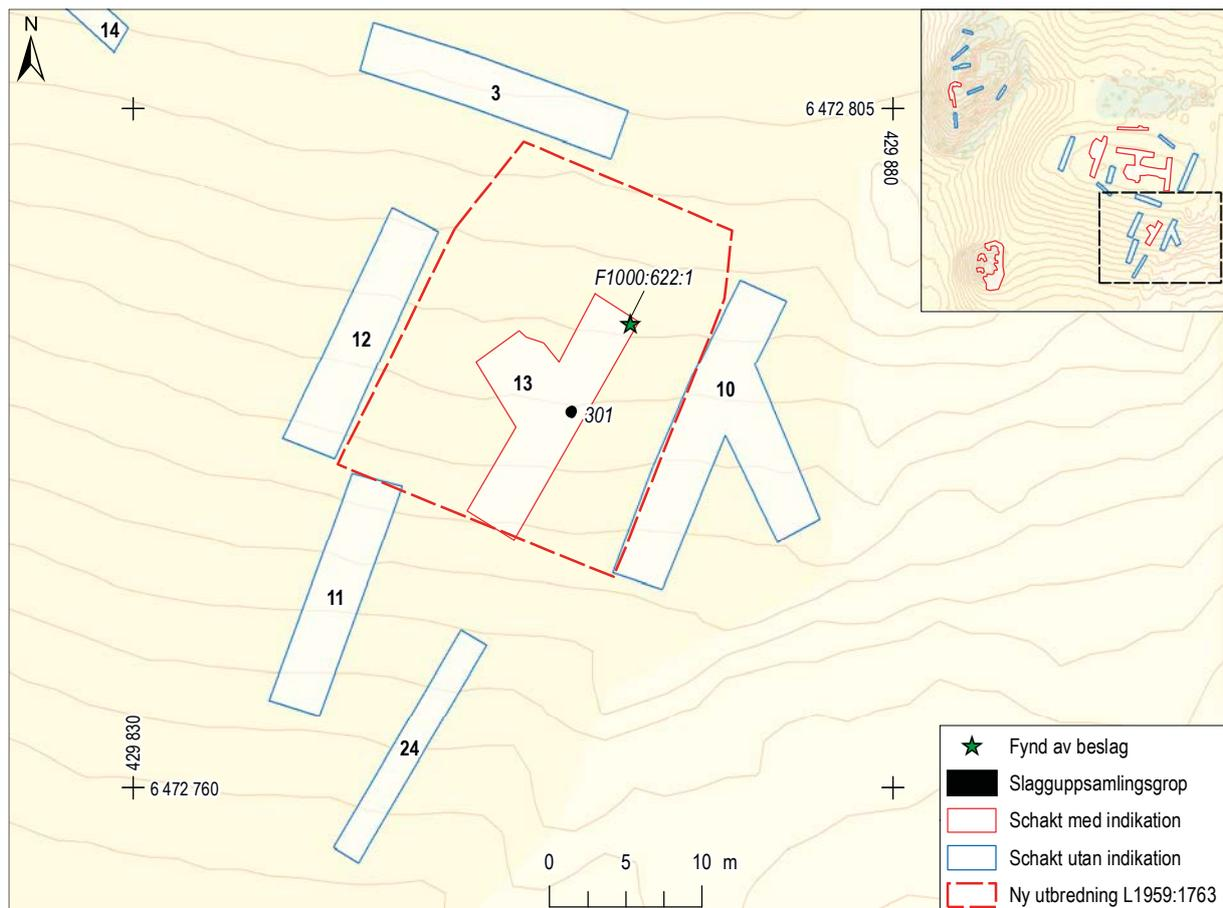 N
14
3
6 472 805
429 880
F1000:622:1
12
13
10
301
11
24
429 830
6 472 760
0 5 10 m
Fynd av beslag
Slagguppsamlingsgrop
Schakt med indikation
Schakt utan indikation
Ny utbredning L1959:1763